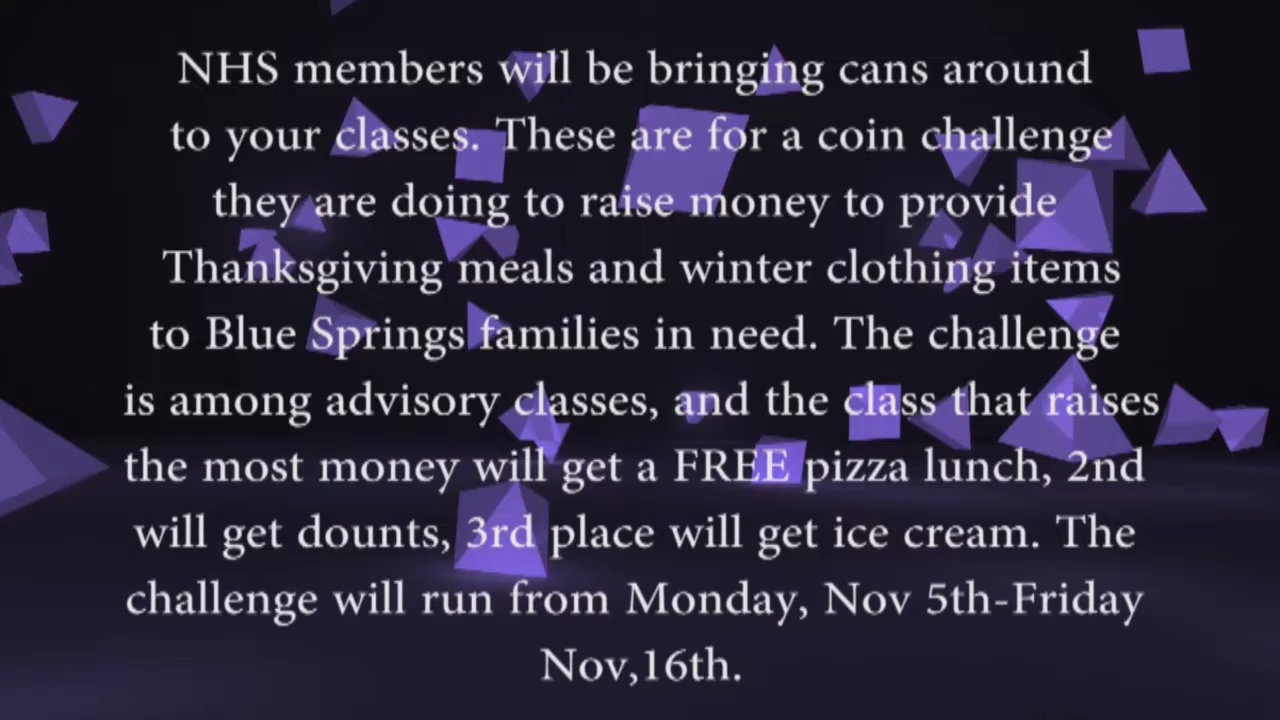 NHS members will be bringing cans around
to your classes. These are for a coin challenge
they are doing to raise money to provide
Thanksgiving meals and winter clothing items
to Blue Springs families in need. The challenge
is among advisory classes, and the class that raises
the most money will get a FREE pizza lunch, 2nd
will get dounts, 3rd place will get ice cream. The
challenge will run from Monday, Nov 5th-Friday
Nov,16th.